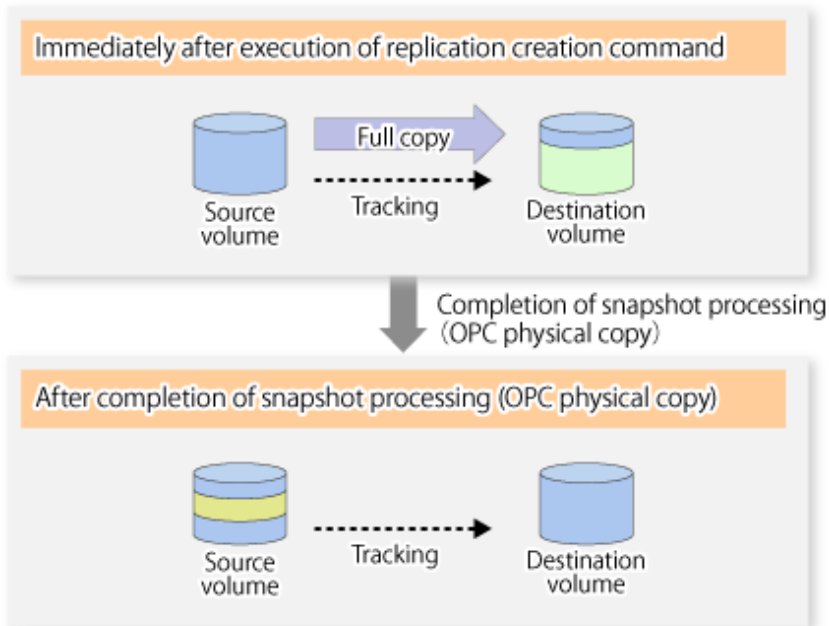 Immediately after execution of replication creation command
Full copy
Tracking
Source
volume
Destination
volume
Completion of snapshot processing
(OPC physical copy)
After completion of snapshot processing (OPC physical copy)
Tracking
Source
volume
Destination
volume